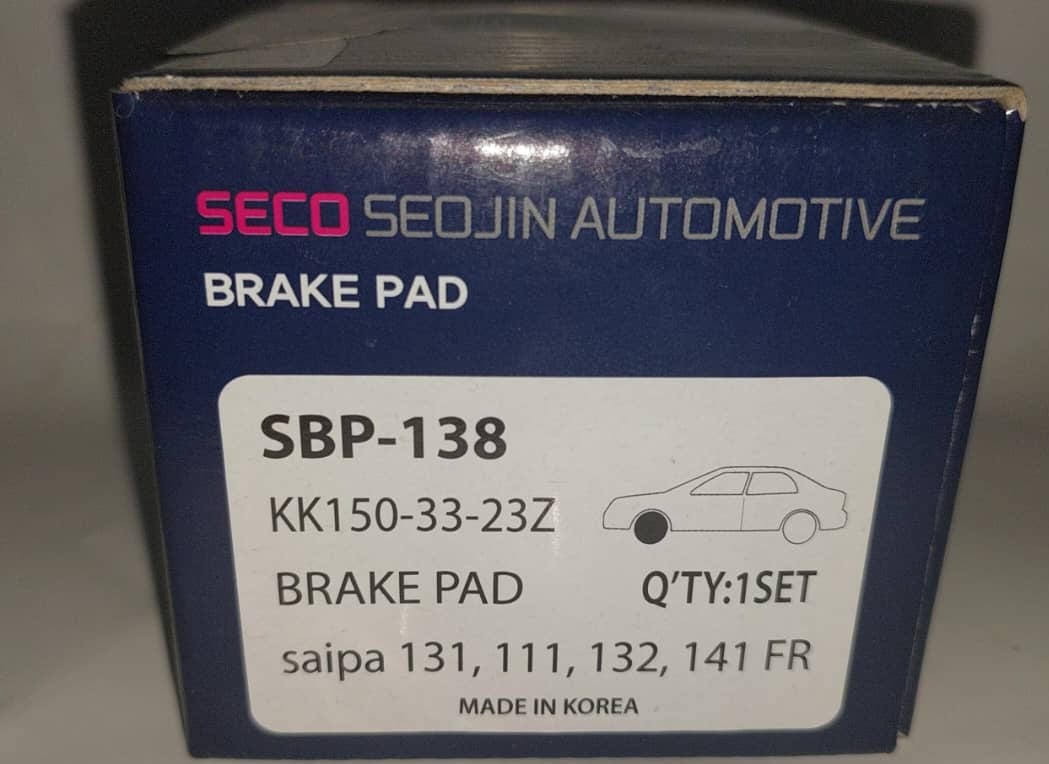 SECO SEOJIN AUTOMOTIVE
BRAKE PAD
SBP-138
KK150-33-23Z
BRAKE PAD Q'TY:1SET
saipa 131, 111, 132, 141 FR
MADE IN KOREA